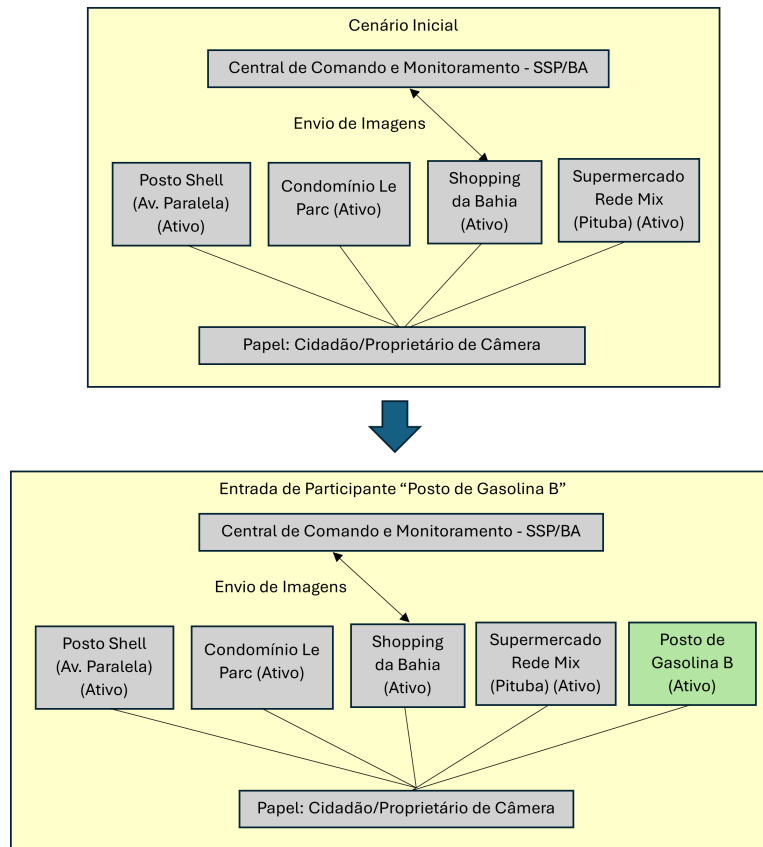 Cenário Inicial
Central de Comando e Monitoramento - SSP/BA
Envio de Imagens
Posto Shell
(Av. Paralela)
(Ativo)
Condomínio Le
Parc (Ativo)
Shopping
da Bahia
(Ativo)
Supermercado
Rede Mix
(Pituba) (Ativo)
Papel: Cidadão/Proprietário de Câmera
Entrada de Participante “Posto de Gasolina B”
Central de Comando e Monitoramento - SSP/BA
Envio de Imagens
Posto Shell
(Av. Paralela)
(Ativo)
Condomínio Le
Parc (Ativo)
Shopping
da Bahia
(Ativo)
Supermercado
Rede Mix
(Pituba) (Ativo)
Posto de
Gasolina B
(Ativo)
Papel: Cidadão/Proprietário de Câmera